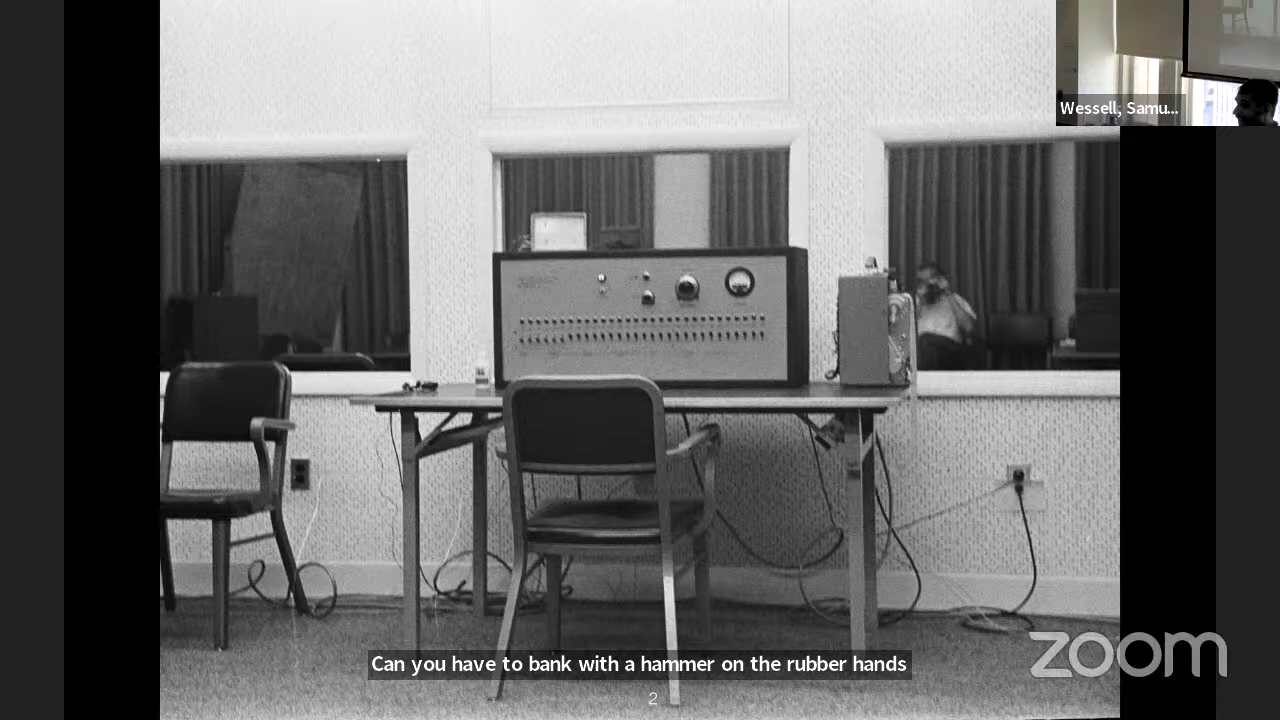 Wessell, Samu...
Can you have to bank with a hammer on the rubber hands
zoom
2